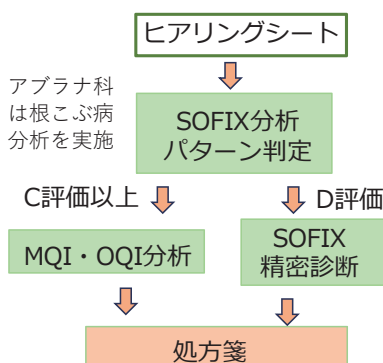 ヒアリングシート
アブラナ科
は根こぶ病
分析を実施
SOFIX分析
パターン判定
C評価以上
D評価
MQI・OQI分析
SOFIX
精密診断
処方箋